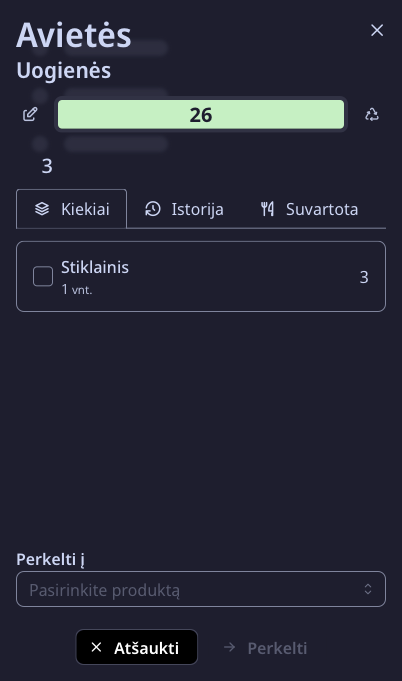 Avietės
Uogienės
26
3
Kiekiai
Istorija
Suvartota
Stiklainis
3
1 vnt.
Perkelti į
Pasirinkite produktą
Atšaukti
Perkelti